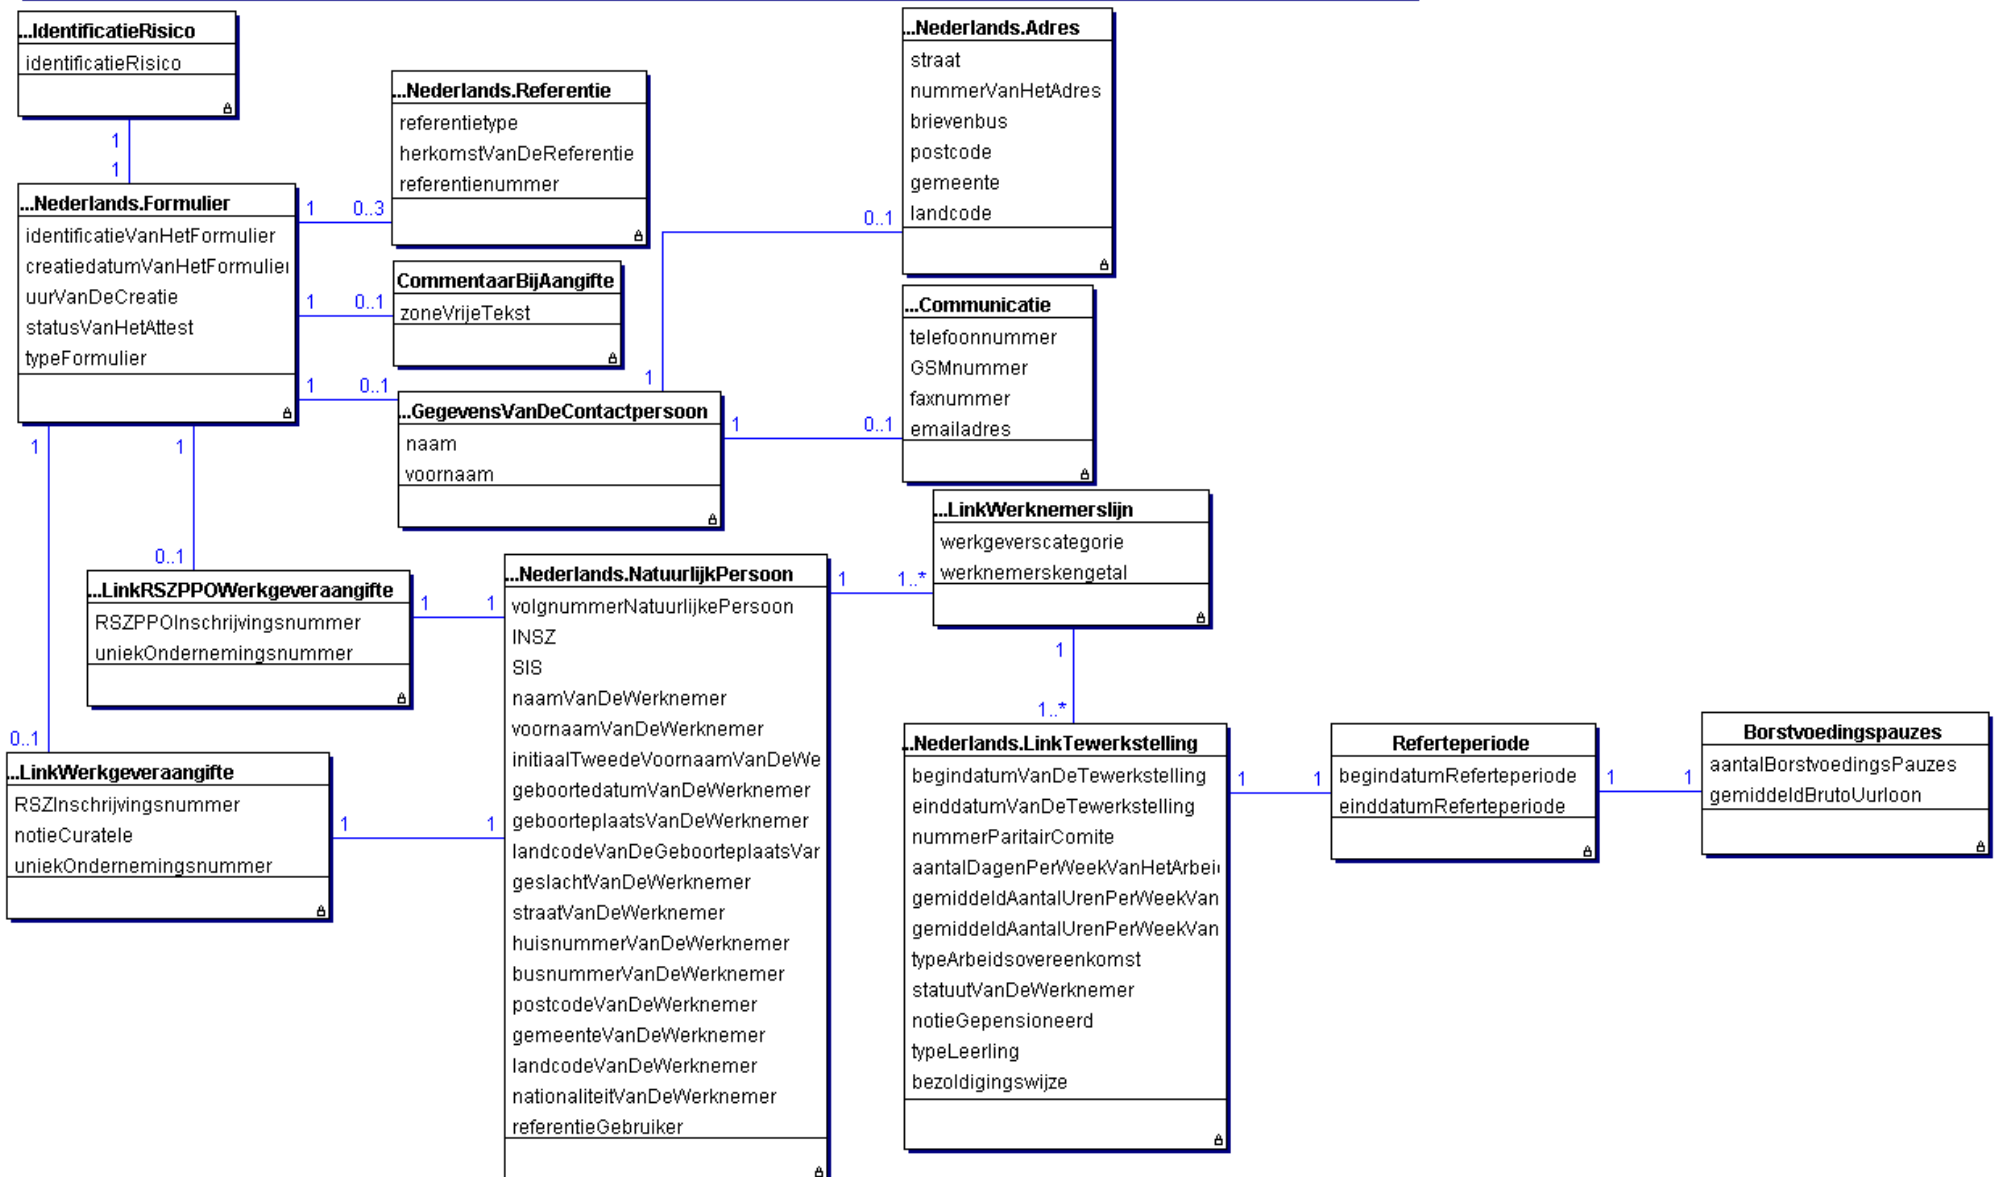 ...IdentificatieRisico
identificatieRisico
1
1
...Nederlands.Formulier
identificatieVanHetFormulier
creatiedatumVanHetFormulier
uurVanDeCreatie
statusVanHetAttest
typeFormulier
1 0..3
...Nederlands.Referentie
referentietype
herkomstVanDeReferentie
referentienummer
1 0..1
CommentaarBijAangifte
zoneVrijeTekst
1 0..1
...GegevensVanDeContactpersoon
naam
voornaam
1
0..1
...Nederlands.Adres
straat
nummerVanHetAdres
brievenbus
postcode
gemeente
landcode
1 0..1
...Communicatie
telefoonnummer
GSMnummer
faxnummer
emailadres
1
0..1
...LinkRSZPPOWerkgeveraangifte
RSZPPOInschrijvingsnummer
uniekOndernemingsnummer
1 1
1
0..1
...LinkWerkgeveraangifte
RSZInschrijvingsnummer
notieCuratele
uniekOndernemingsnummer
1 1
...Nederlands.NatuurlijkPersoon
volgnummerNatuurlijkePersoon
INSZ
SIS
naamVanDeWerknemer
voornaamVanDeWerknemer
initiaalTweedeVoornaamVanDeWe
geboortedatumVanDeWerknemer
geboorteplaatsVanDeWerknemer
landcodeVanDeGeboorteplaatsVar
geslachtVanDeWerknemer
straatVanDeWerknemer
huisnummerVanDeWerknemer
busnummerVanDeWerknemer
postcodeVanDeWerknemer
gemeenteVanDeWerknemer
landcodeVanDeWerknemer
nationaliteitVanDeWerknemer
referentieGebruiker
1 1..*
...LinkWerknemerslijn
werkgeverscategorie
werknemerskengetal
1
1..*
...Nederlands.LinkTewerkstelling
begindatumVanDeTewerkstelling
einddatumVanDeTewerkstelling
nummerParitairComite
aantalDagenPerWeekVanHetArbei
gemiddeldAantalUrenPerWeekVan
gemiddeldAantalUrenPerWeekVan
typeArbeidsovereenkomst
statuutVanDeWerknemer
notieGepensioneerd
typeLeerling
bezoldigingswijze
1 1
Referteperiode
begindatumReferteperiode
einddatumReferteperiode
1 1
Borstvoedingspauzes
aantalBorstvoedingsPauzes
gemiddeldBrutoUurloon